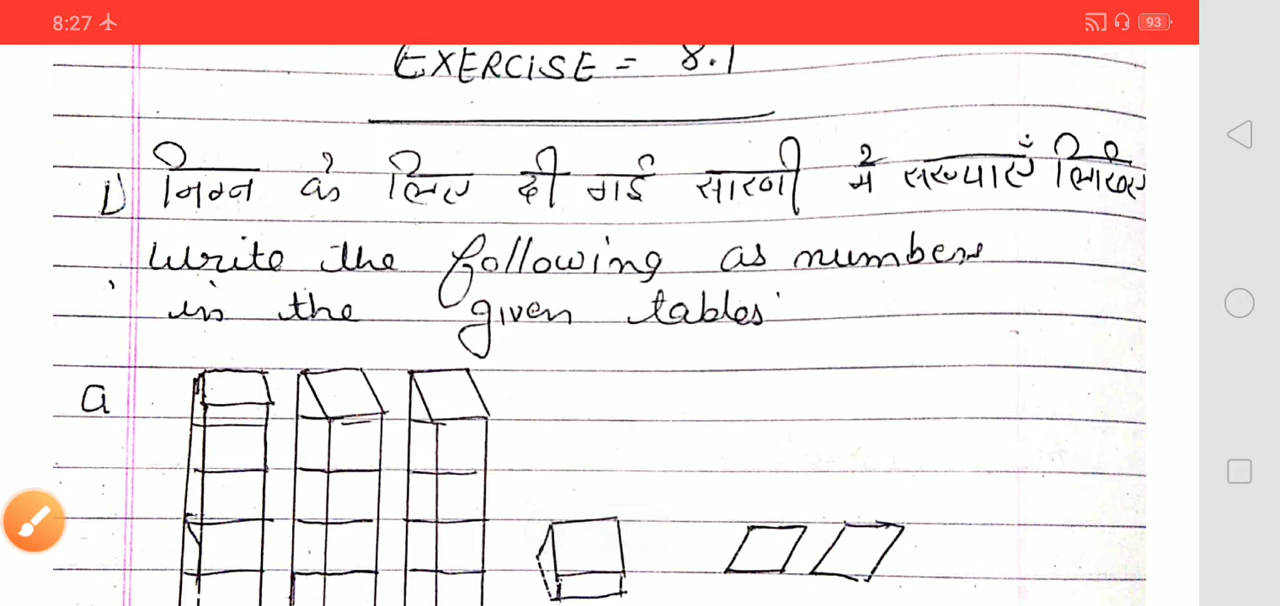 8:27
93
EXERCISE = 8.1
1) निम्न के लिए दी गई सारणी में संख्याएँ लिखिए
Write the following as numbers
in the given tables
a